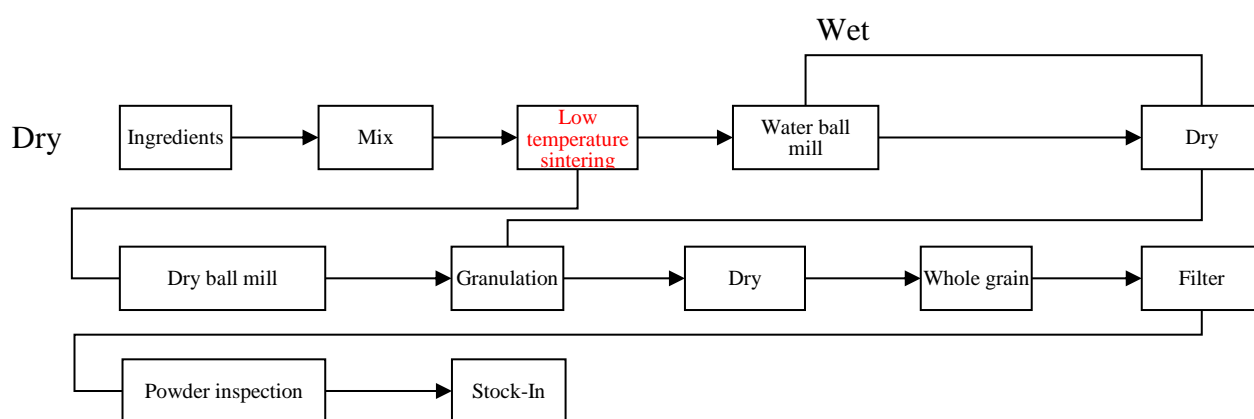 Wet
Dry
Ingredients
Mix
Low
temperature
sintering
Water ball
mill
Dry
Dry ball mill
Granulation
Dry
Whole grain
Filter
Powder inspection
Stock-In